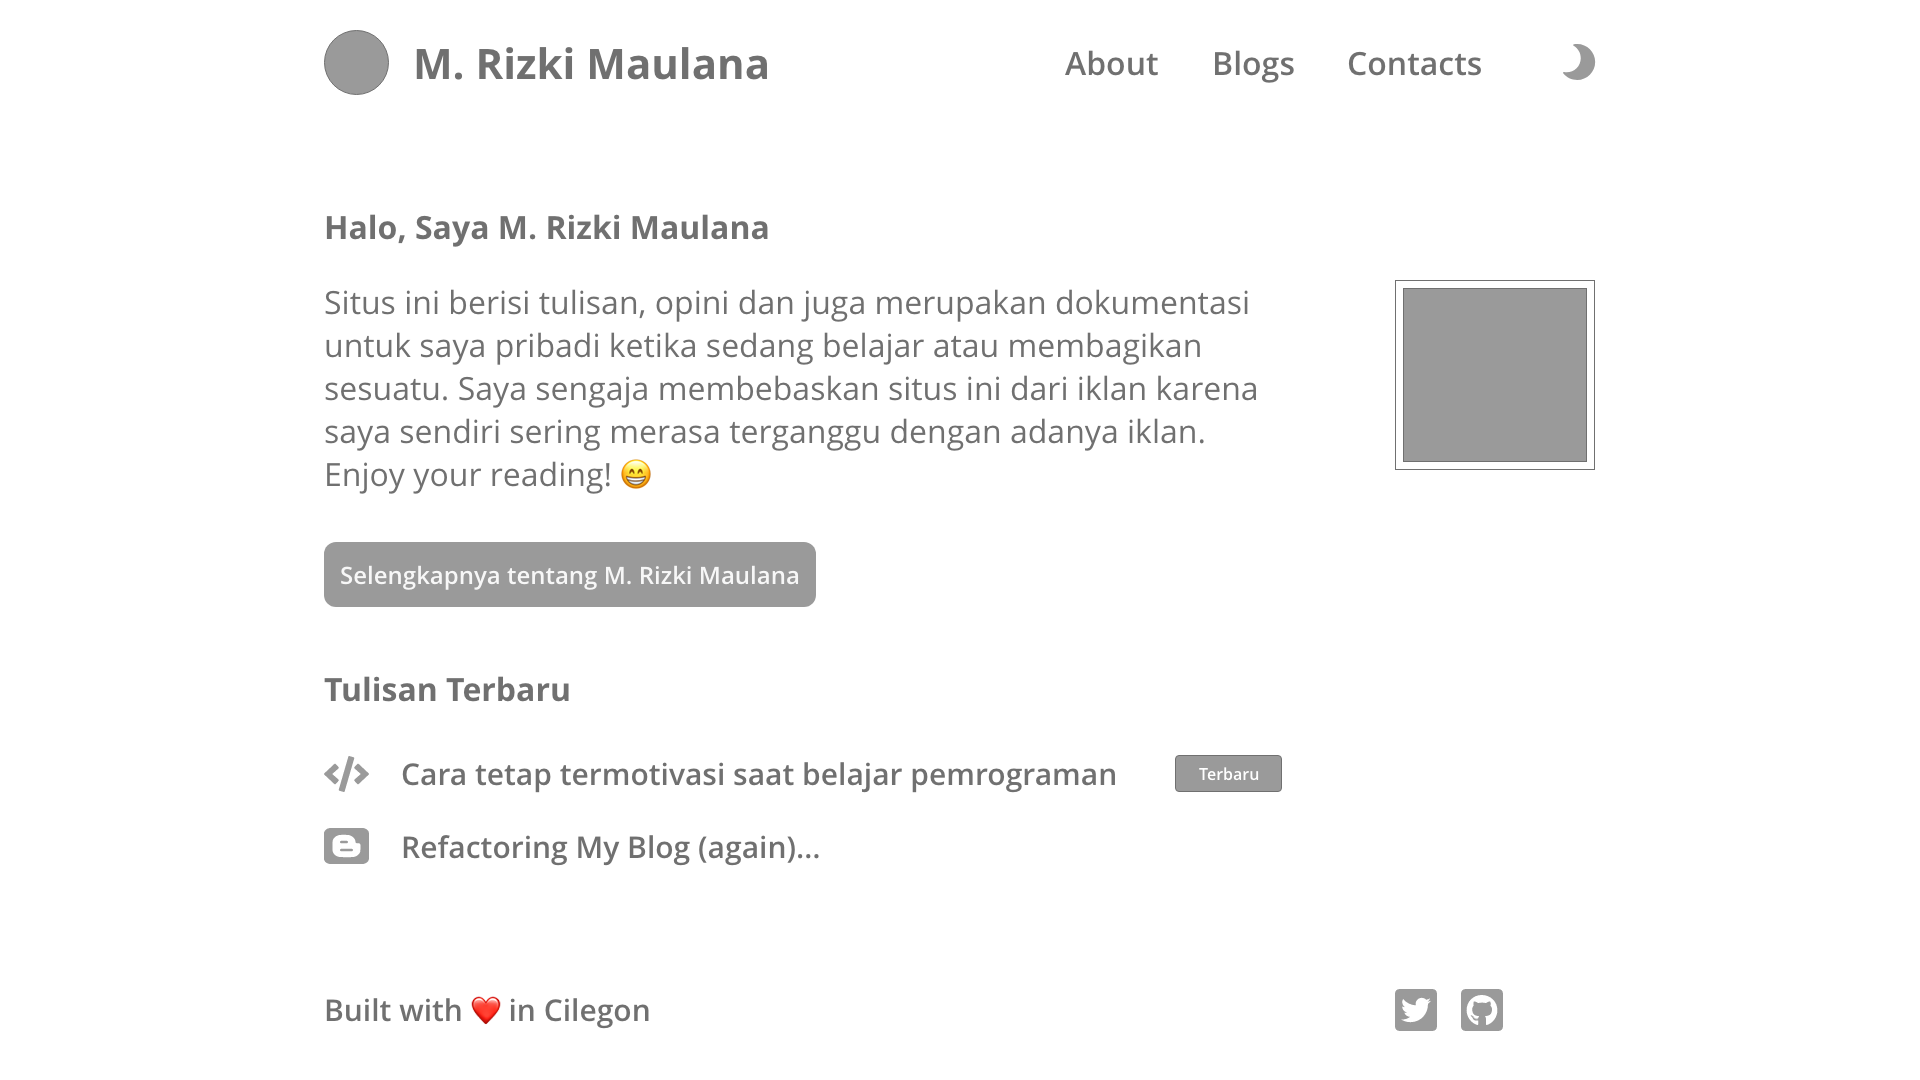 M. Rizki Maulana
About Blogs Contacts
Halo, Saya M. Rizki Maulana
Situs ini berisi tulisan, opini dan juga merupakan dokumentasi
untuk saya pribadi ketika sedang belajar atau membagikan
sesuatu. Saya sengaja membebaskan situs ini dari iklan karena
saya sendiri sering merasa terganggu dengan adanya iklan.
Enjoy your reading! 😁
Selengkapnya tentang M. Rizki Maulana
Tulisan Terbaru
Cara tetap termotivasi saat belajar pemrograman
Terbaru
Refactoring My Blog (again)...
Built with ❤️ in Cilegon